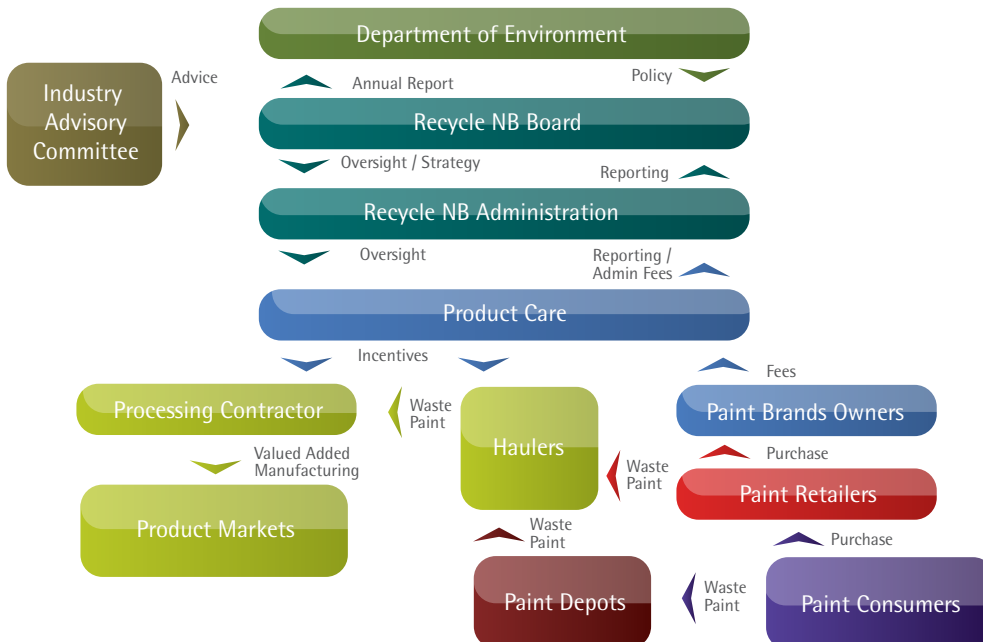 Department of Environment
Industry
Advisory
Committee
Advice
Annual Report
Policy
Recycle NB Board
Oversight / Strategy
Reporting
Recycle NB Administration
Oversight
Reporting /
Admin Fees
Product Care
Incentives
Fees
Processing Contractor
Waste
Paint
Haulers
Paint Brands Owners
Valued Added
Manufacturing
Purchase
Waste
Paint
Paint Retailers
Product Markets
Waste
Paint
Purchase
Paint Depots
Waste
Paint
Paint Consumers